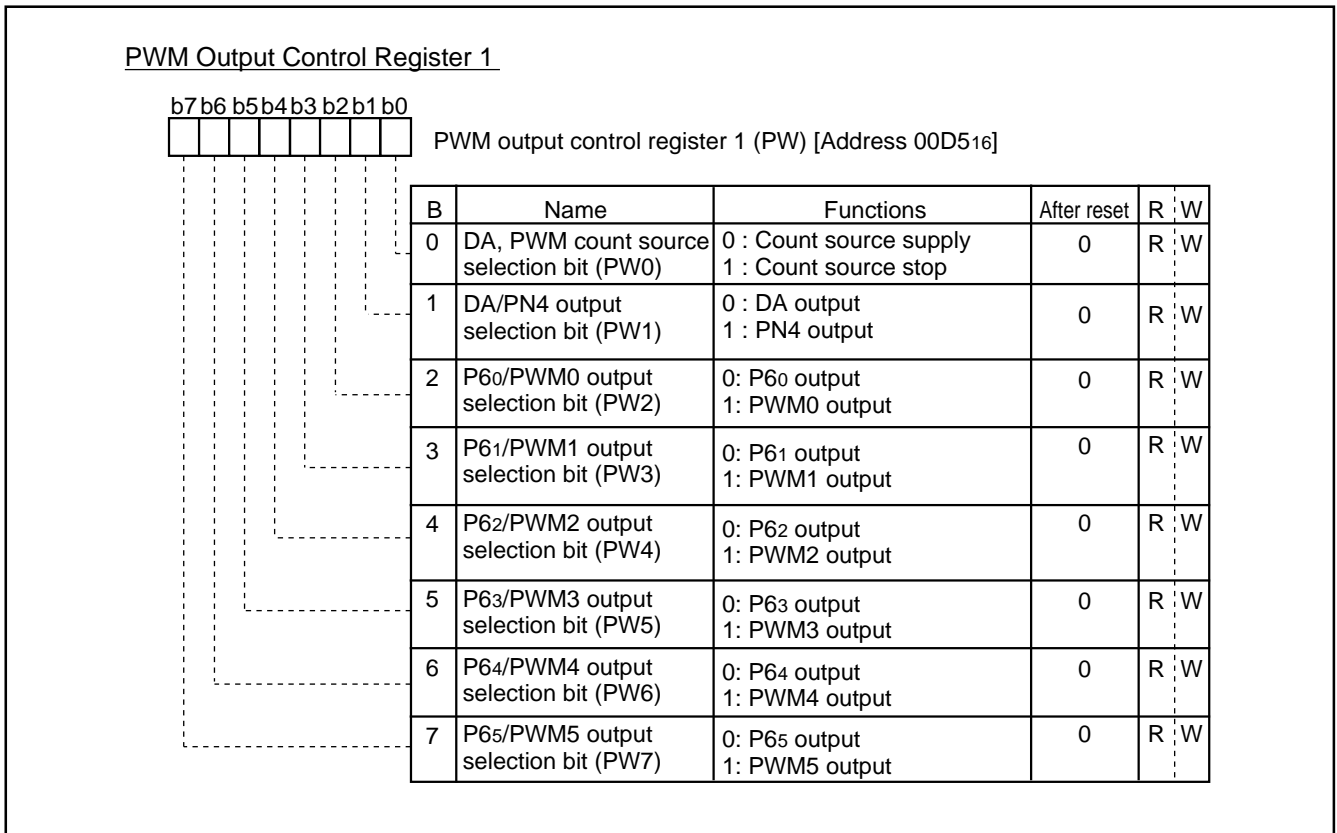 PWM Output Control Register 1
b7 b6 b5 b4 b3 b2 b1 b0
PWM output control register 1 (PW) [Address 00D516]
B Name Functions After reset R W
0 DA, PWM count source 0 : Count source supply 0 R W
selection bit (PW0) 1 : Count source stop
1 DA/PN4 output 0 : DA output 0 R W
selection bit (PW1) 1 : PN4 output
2 P60/PWM0 output 0: P60 output 0 R W
selection bit (PW2) 1: PWM0 output
3 P61/PWM1 output 0: P61 output 0 R W
selection bit (PW3) 1: PWM1 output
4 P62/PWM2 output 0: P62 output 0 R W
selection bit (PW4) 1: PWM2 output
5 P63/PWM3 output 0: P63 output 0 R W
selection bit (PW5) 1: PWM3 output
6 P64/PWM4 output 0: P64 output 0 R W
selection bit (PW6) 1: PWM4 output
7 P65/PWM5 output 0: P65 output 0 R W
selection bit (PW7) 1: PWM5 output